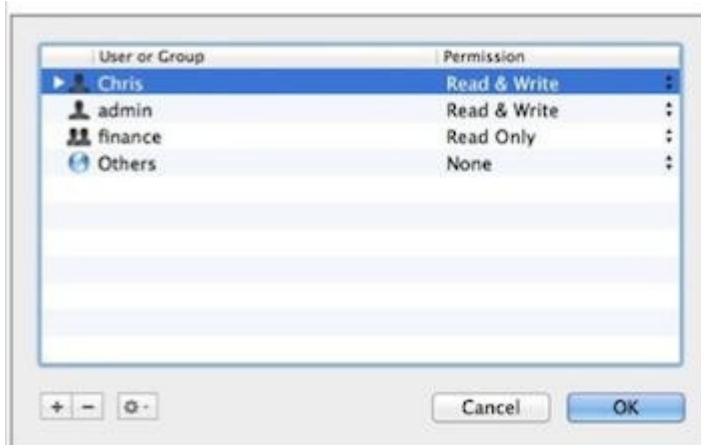 User or Group Permission
Chris Read & Write
admin Read & Write
finance Read Only
Others None
Cancel OK